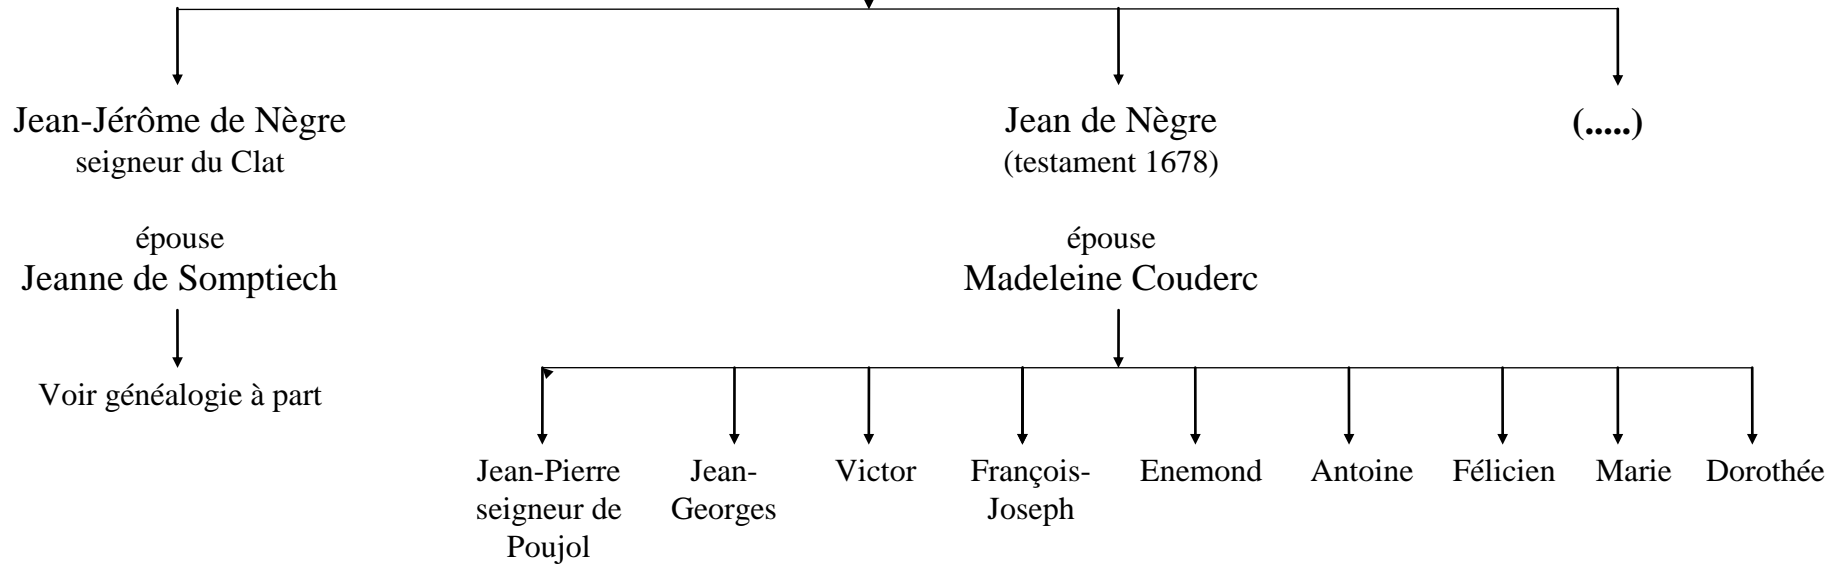 Jean-Jérôme de Nègre
seigneur du Clat
épouse
Jeanne de Somptiech
Voir généalogie à part
Jean de Nègre
(testament 1678)
épouse
Madeleine Couderc
(.....)
Jean-Pierre
seigneur de
Poujol
Jean-
Georges
Victor
François-
Joseph
Enemond
Antoine
Félicien
Marie
Dorothée